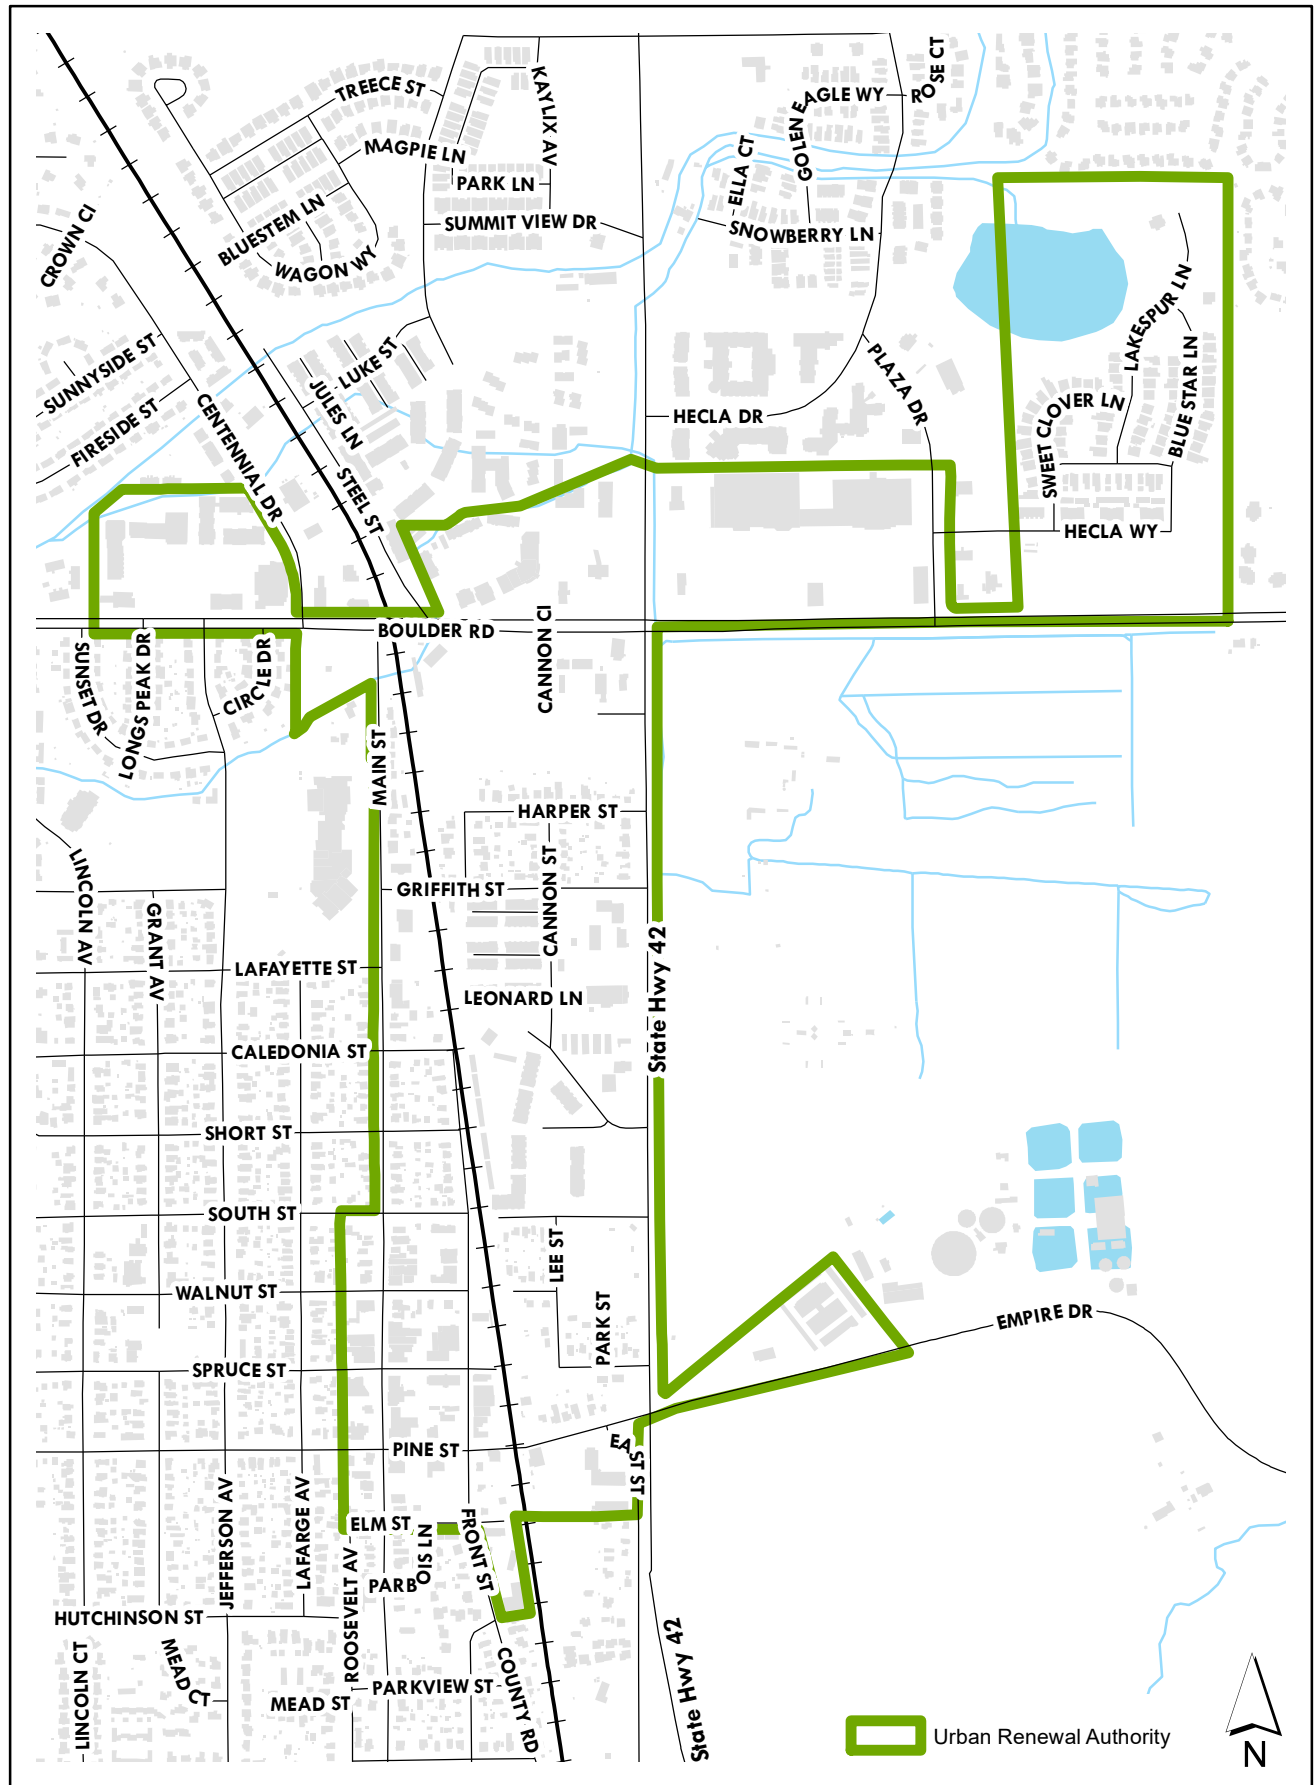 TREECE ST
KAYLIX AV
GOLEN EAGLE WY
ROSE CT
MAGPIE LN
PARK LN
ELLA CT
BLUESTEM LN
SUMMIT VIEW DR
SNOWBERRY LN
CROWN CI
WAGON WY
LAKESPUR LN
SUNNYSIDE ST
LUKE ST
PLAZA DR
BLUE STAR LN
FIRESIDE ST
CENTENNIAL DR
JULES LN
HECLA DR
SWEET CLOVER LN
STEEL ST
HECLA WY
BOULDER RD
CANNON CI
SUNSET DR
LONGS PEAK DR
CIRCLE DR
MAIN ST
HARPER ST
LINCOLN AV
GRANT AV
GRIFFITH ST
CANNON ST
State Hwy 42
LAFAYETTE ST
LEONARD LN
CALEDONIA ST
SHORT ST
SOUTH ST
LEE ST
WALNUT ST
PARK ST
EMPIRE DR
SPRUCE ST
PINE ST
EAST ST
JEFFERSON AV
LAFARGE AV
ELM ST
FRONT ST
ROOSEVELT AV
PARBOIS LN
HUTCHINSON ST
LINCOLN CT
MEAD CT
MEAD ST
PARKVIEW ST
COUNTY RD
State Hwy 42
Urban Renewal Authority
N